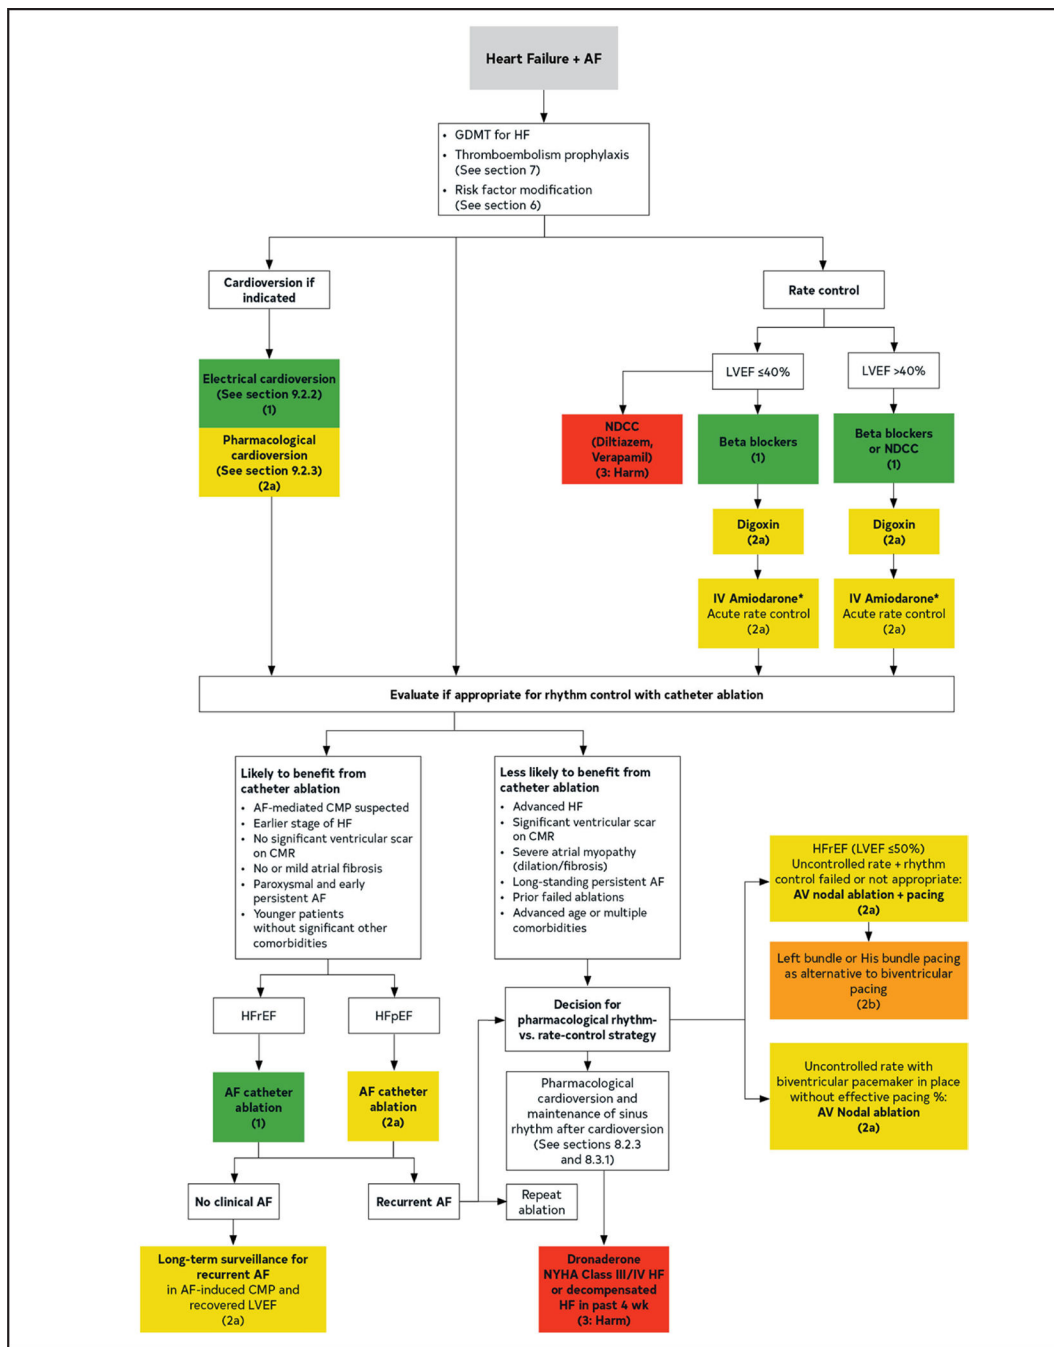 Heart Failure + AF
• GDMT for HF
• Thromboembolism prophylaxis
(See section 7)
• Risk factor modification
(See section 6)
Cardioversion if
indicated
Rate control
Electrical cardioversion
(See section 9.2.2)
(1)
Pharmacological
cardioversion
(See section 9.2.3)
(2a)
LVEF ≤40%
LVEF >40%
NDCC
(Diltiazem,
Verapamil)
(3: Harm)
Beta blockers
(1)
Beta blockers
or NDCC
(1)
Digoxin
(2a)
Digoxin
(2a)
IV Amiodarone*
Acute rate control
(2a)
IV Amiodarone*
Acute rate control
(2a)
Evaluate if appropriate for rhythm control with catheter ablation
Likely to benefit from
catheter ablation
• AF-mediated CMP suspected
• Earlier stage of HF
• No significant ventricular scar
on CMR
• No or mild atrial fibrosis
• Paroxysmal and early
persistent AF
• Younger patients
without significant other
comorbidities
Less likely to benefit from
catheter ablation
• Advanced HF
• Significant ventricular scar
on CMR
• Severe atrial myopathy
(dilation/fibrosis)
• Long-standing persistent AF
• Prior failed ablations
• Advanced age or multiple
comorbidities
HFrEF (LVEF ≤50%)
Uncontrolled rate + rhythm
control failed or not appropriate:
AV nodal ablation + pacing
(2a)
Left bundle or His bundle pacing
as alternative to biventricular
pacing
(2b)
HFrEF
HFpEF
Decision for
pharmacological rhythm-
vs. rate-control strategy
AF catheter
ablation
(1)
AF catheter
ablation
(2a)
Pharmacological
cardioversion and
maintenance of sinus
rhythm after cardioversion
(See sections 8.2.3
and 8.3.1)
Uncontrolled rate with
biventricular pacemaker in place
without effective pacing %:
AV Nodal ablation
(2a)
No clinical AF
Recurrent AF
Repeat
ablation
Long-term surveillance for
recurrent AF
in AF-induced CMP and
recovered LVEF
(2a)
Dronaderone
NYHA Class III/IV HF
or decompensated
HF in past 4 wk
(3: Harm)